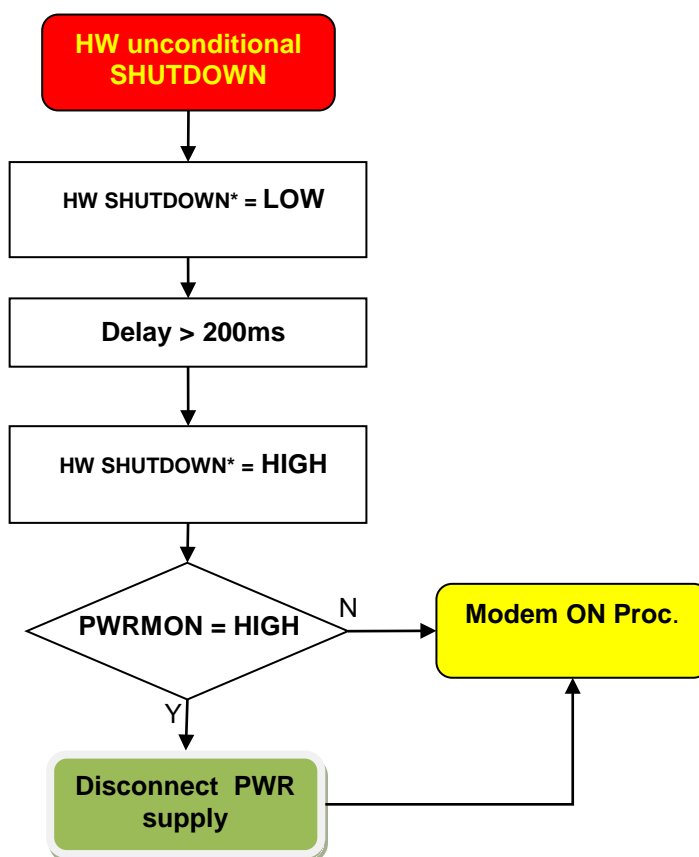 HW unconditional
SHUTDOWN
HW SHUTDOWN* = LOW
Delay > 200ms
HW SHUTDOWN* = HIGH
PWRMON = HIGH
N
Modem ON Proc.
Y
Disconnect PWR
supply